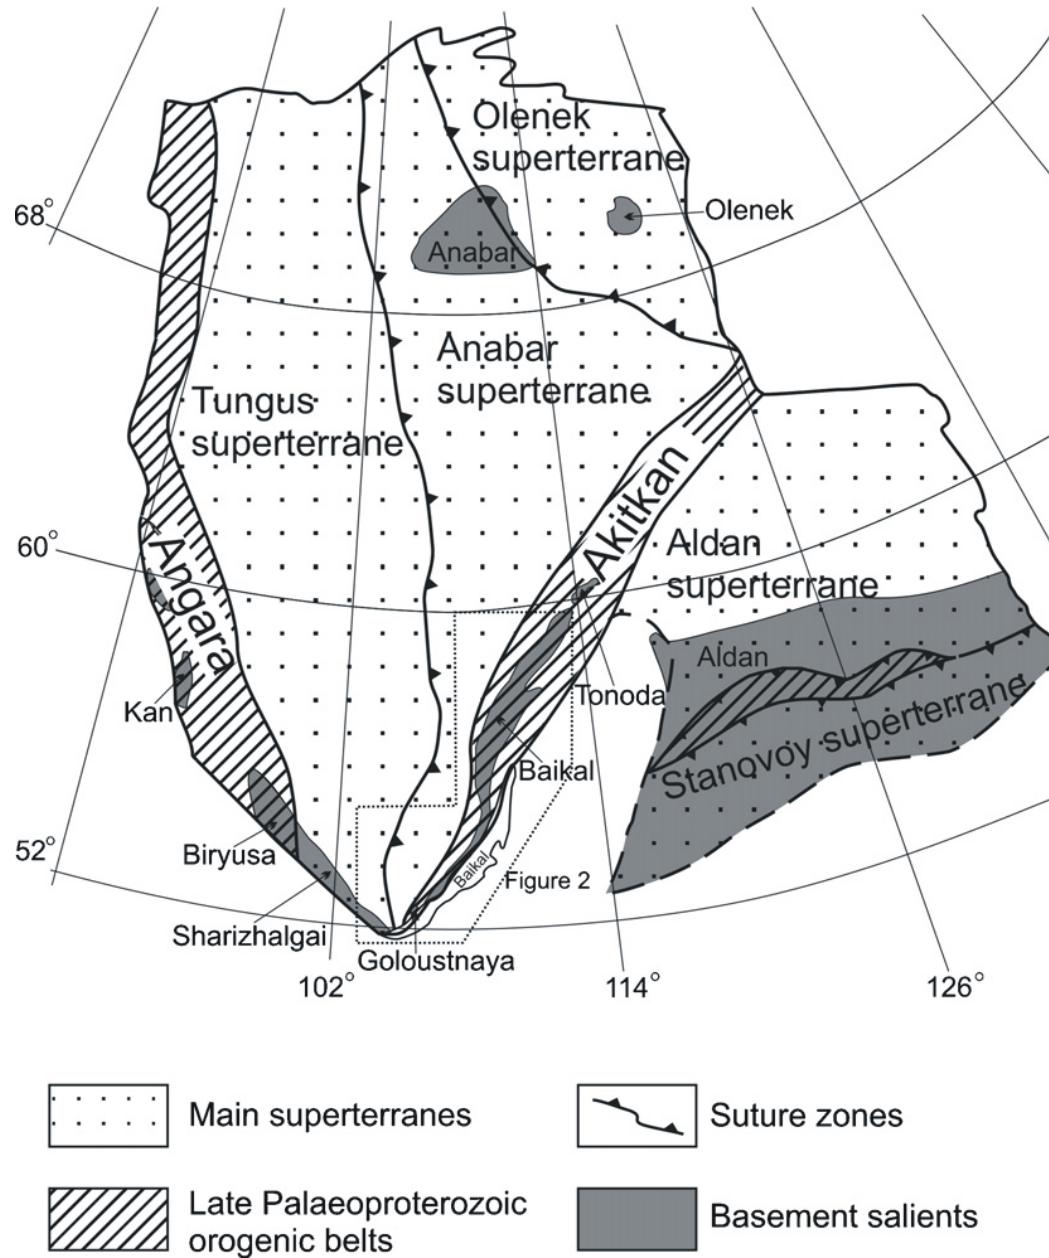 Olenek
superterrane
68°
Olenek
Anabar
Anabar
superterrane
Tungus
superterrane
Akitkan
60°
Angara
Aldan
superterrane
Aldan
Kan
Tonoda
Stanovoy superterrane
Baikal
52°
Biryusa
Baikal
Figure 2
Sharizhalgai
Goloustnaya
102°
114°
126°
Main superterranes
Suture zones
Late Palaeoproterozoic
orogenic belts
Basement salients